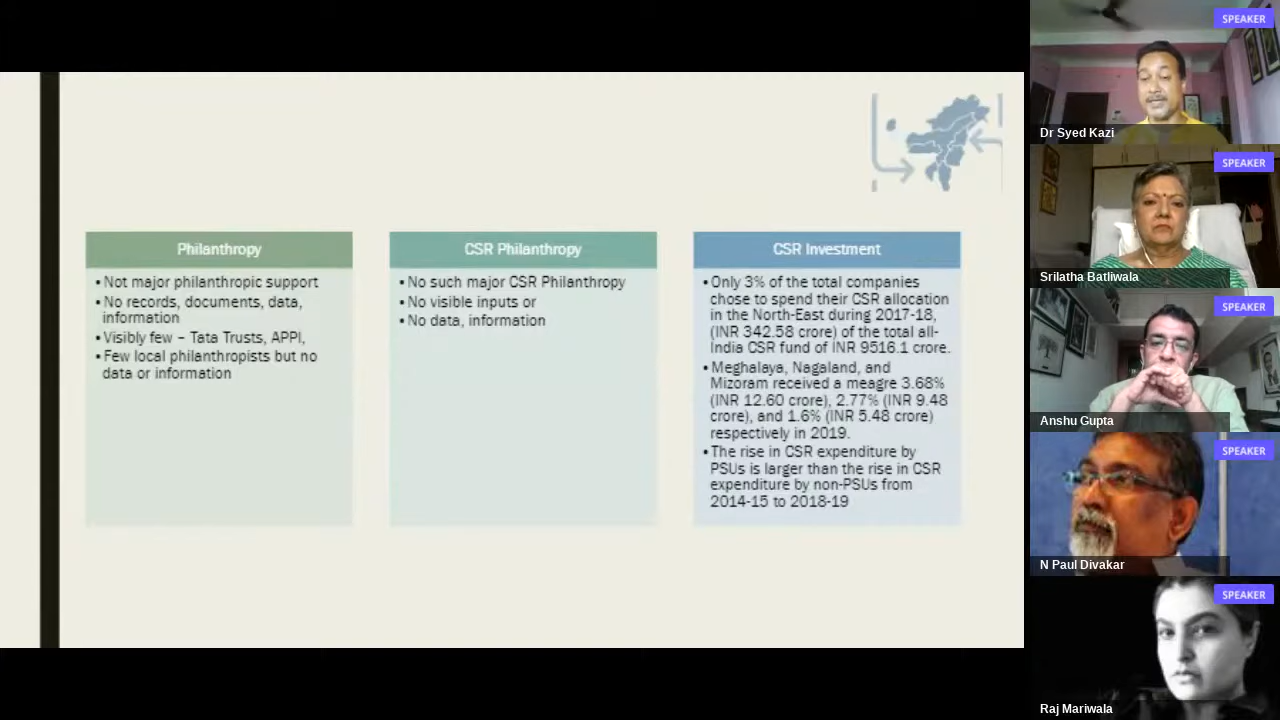 Philanthropy
▪ Not major philanthropic support
▪ No records, documents, data,
information
▪ Visibly few – Tata Trusts, APPI,
▪ Few local philanthropists but no
data or information
CSR Philanthropy
▪ No such major CSR Philanthropy
▪ No visible inputs or
▪ No data, information
CSR Investment
▪ Only 3% of the total companies
chose to spend their CSR allocation
in the North-East during 2017-18,
(INR 342.58 crore) of the total all-
India CSR fund of INR 9516.1 crore.
▪ Meghalaya, Nagaland, and
Mizoram received a meagre 3.68%
(INR 12.60 crore), 2.77% (INR 9.48
crore), and 1.6% (INR 5.48 crore)
respectively in 2019.
▪ The rise in CSR expenditure by
PSUs is larger than the rise in CSR
expenditure by non-PSUs from
2014-15 to 2018-19
SPEAKER
Dr Syed Kazi
SPEAKER
Srilatha Batliwala
SPEAKER
Anshu Gupta
SPEAKER
N Paul Divakar
SPEAKER
Raj Mariwala